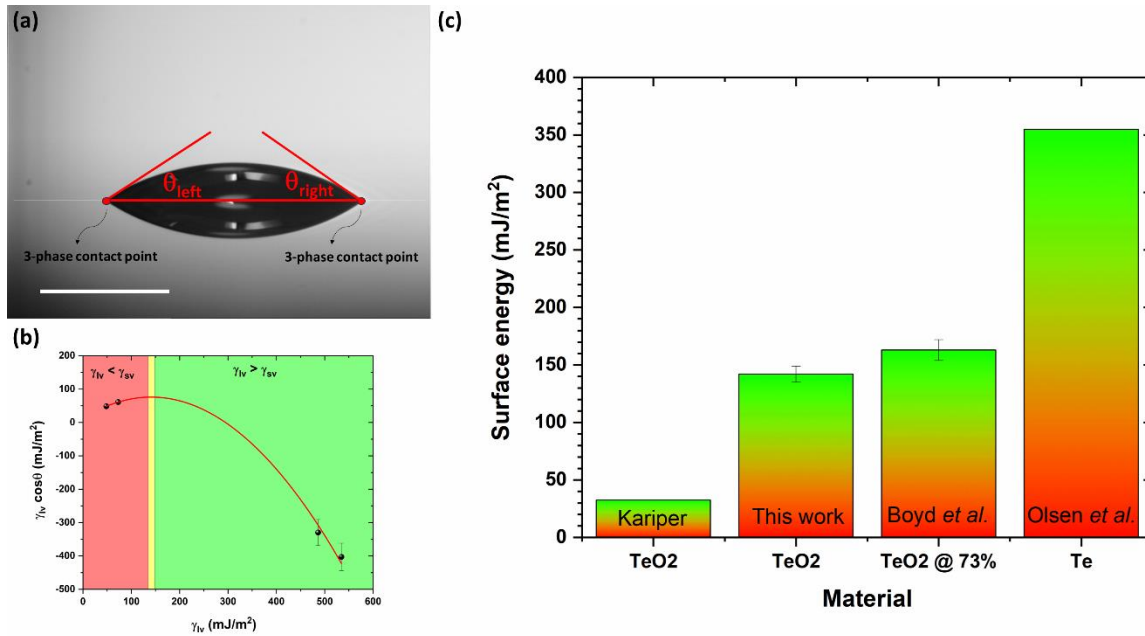 (a)
θleft
θright
3-phase contact point
3-phase contact point
(b)
200
100
0
-100
-200
-300
-400
-500
γlv cosθ (mJ/m²)
γlv < γsv
γlv > γsv
0
100
200
300
400
500
600
γlv (mJ/m²)
(c)
400
350
300
250
200
150
100
50
0
Surface energy (mJ/m²)
Kariper
This work
Boyd et al.
Olsen et al.
TeO2
TeO2
TeO2 @ 73%
Te
Material